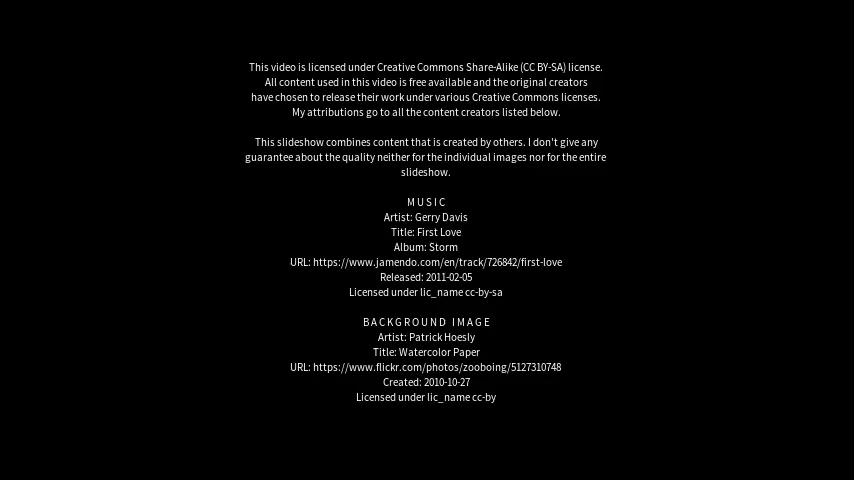 This video is licensed under Creative Commons Share-Alike (CC BY-SA) license.
All content used in this video is free available and the original creators
have chosen to release their work under various Creative Commons licenses.
My attributions go to all the content creators listed below.
This slideshow combines content that is created by others. I don't give any
guarantee about the quality neither for the individual images nor for the entire
slideshow.
MUSIC
Artist: Gerry Davis
Title: First Love
Album: Storm
URL: https://www.jamendo.com/en/track/726842/first-love
Released: 2011-02-05
Licensed under lic_name cc-by-sa
BACKGROUND IMAGE
Artist: Patrick Hoesly
Title: Watercolor Paper
URL: https://www.flickr.com/photos/zooboing/5127310748
Created: 2010-10-27
Licensed under lic_name cc-by